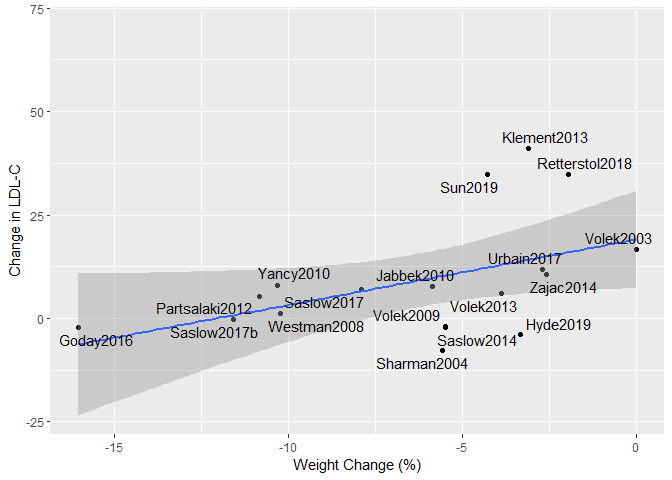 75
50
25
0
-25
Change in LDL-C
Klement2013
Retterstol2018
Sun2019
Volek2003
Urbain2017
Yancy2010
Jabbek2010
Zajac2014
Partsalaki2012
Saslow2017
Volek2013
Volek2009
Saslow2017b
Westman2008
Hyde2019
Goday2016
Saslow2014
Sharman2004
-15
-10
-5
0
Weight Change (%)